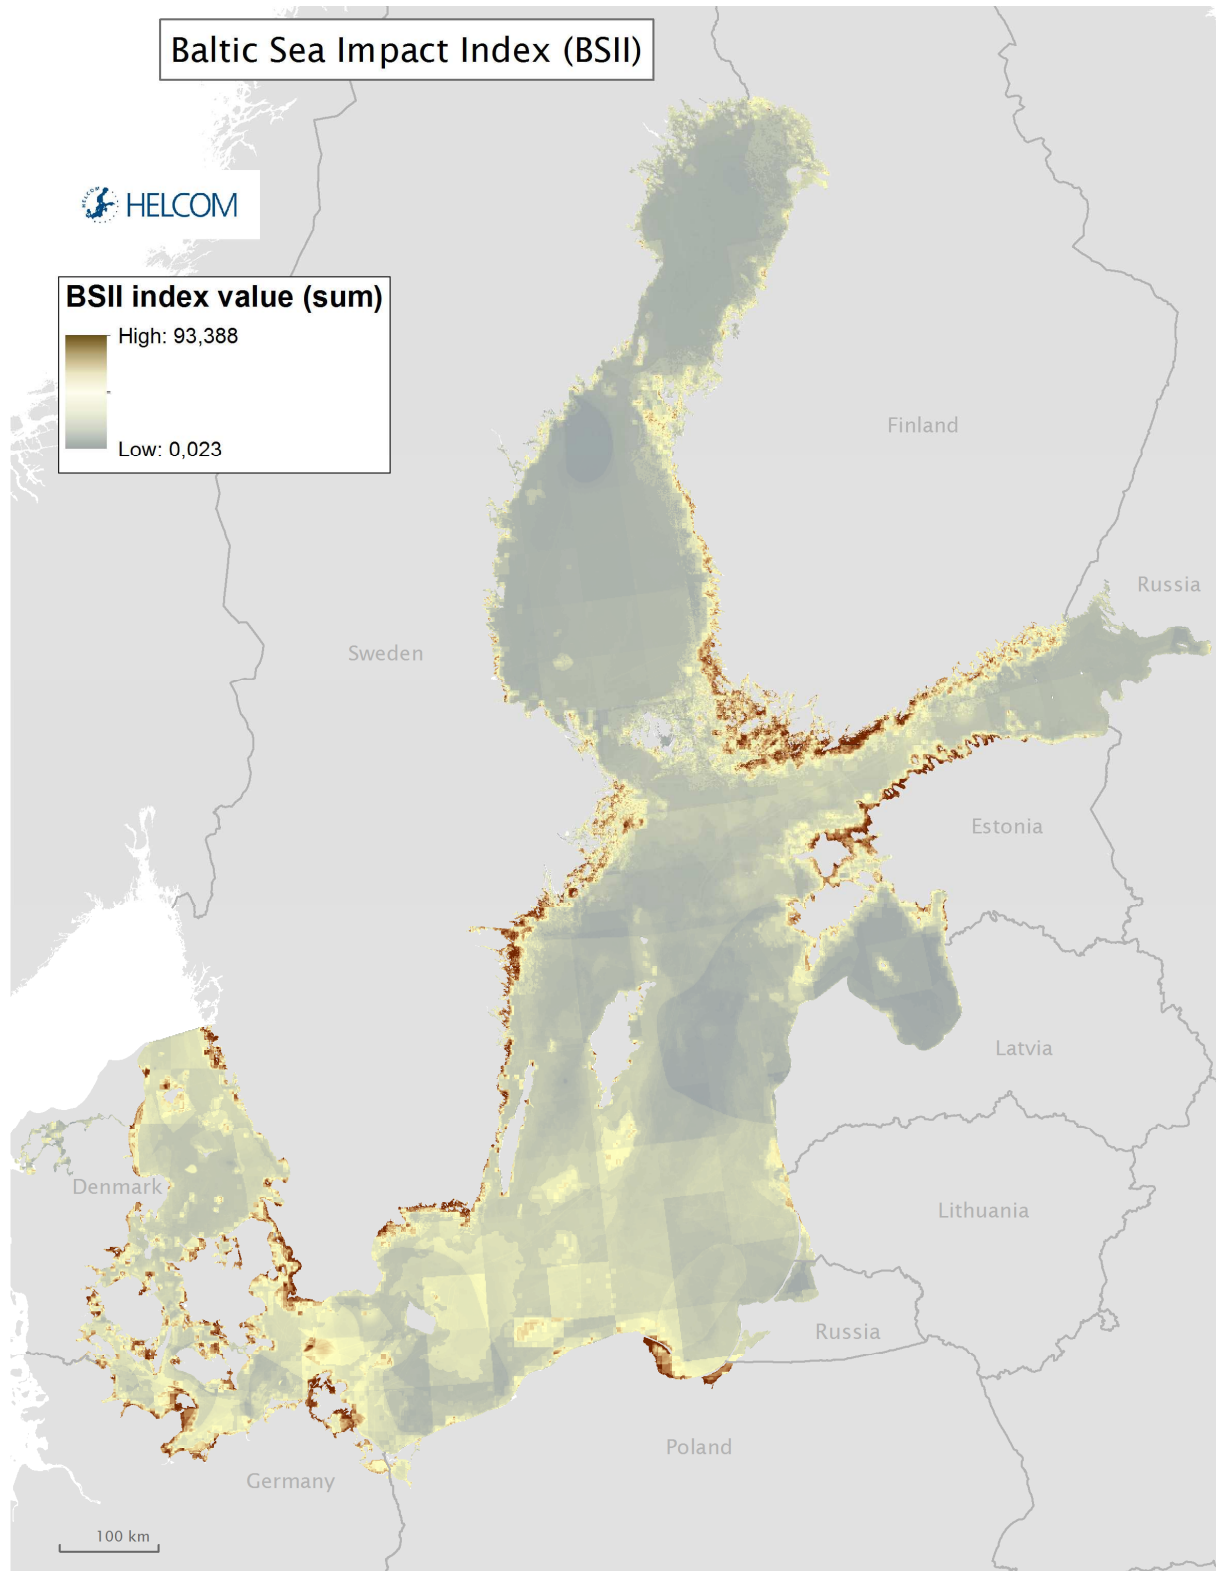 Baltic Sea Impact Index (BSII)
HELCOM
HELCOM
BSII index value (sum)
High: 93,388
Low: 0,023
Finland
Russia
Sweden
Estonia
Latvia
Denmark
Lithuania
Russia
Poland
Germany
100 km